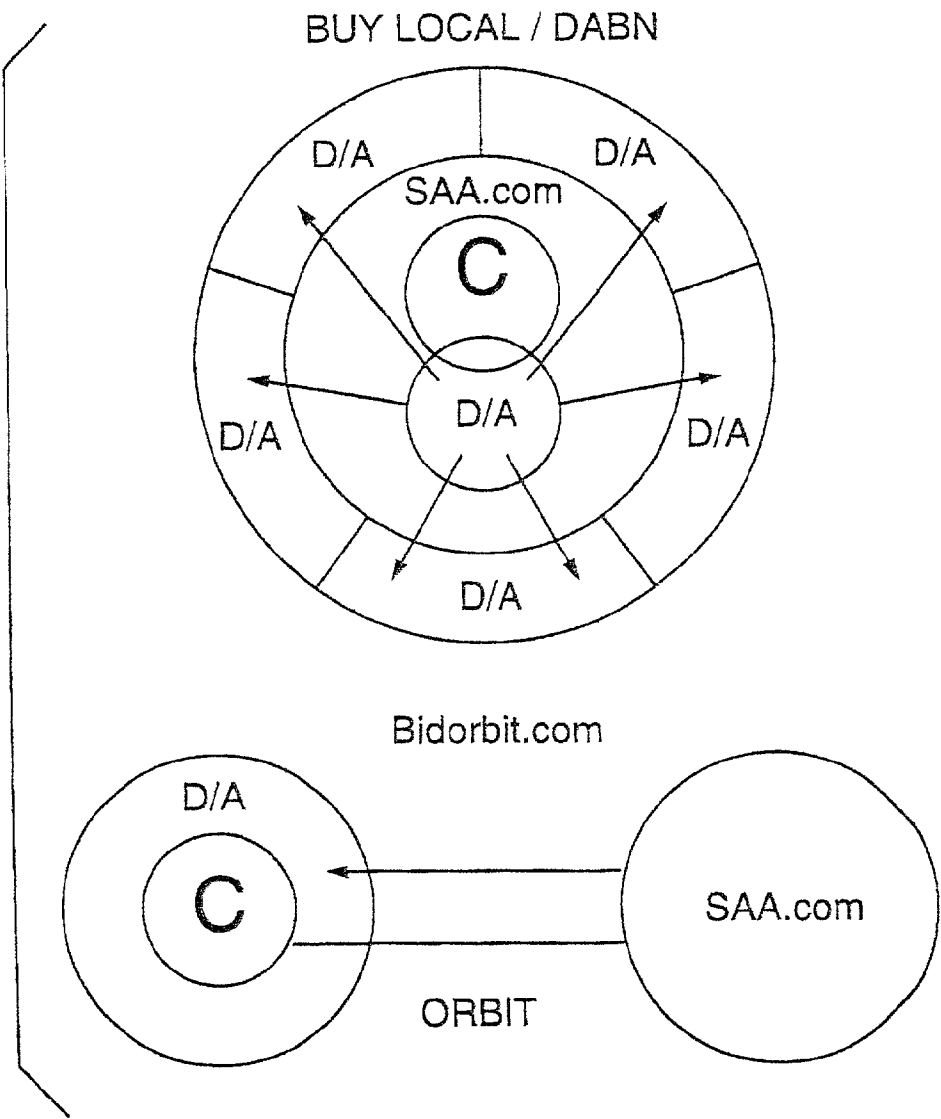 BUY LOCAL / DABN
D/A
D/A
SAA.com
C
D/A
D/A
D/A
D/A
Bidorbit.com
D/A
C
SAA.com
ORBIT